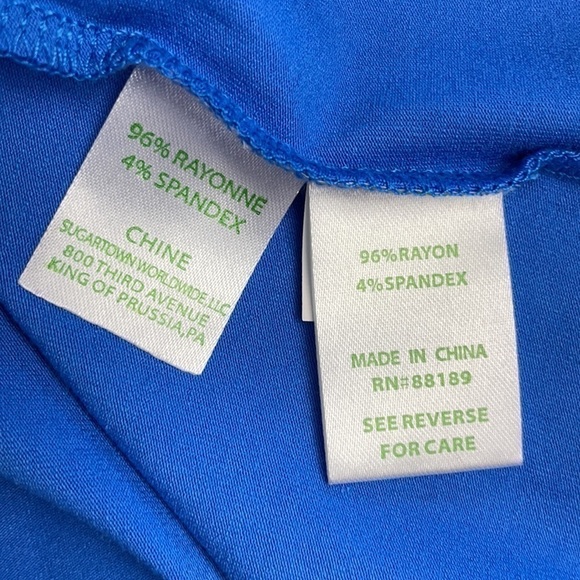 96% RAYONNE
4% SPANDEX
CHINE
SUGARTOWN WORLDWIDE, LLC
800 THIRD AVENUE
KING OF PRUSSIA, PA
96%RAYON
4%SPANDEX
MADE IN CHINA
RN#88189
SEE REVERSE
FOR CARE